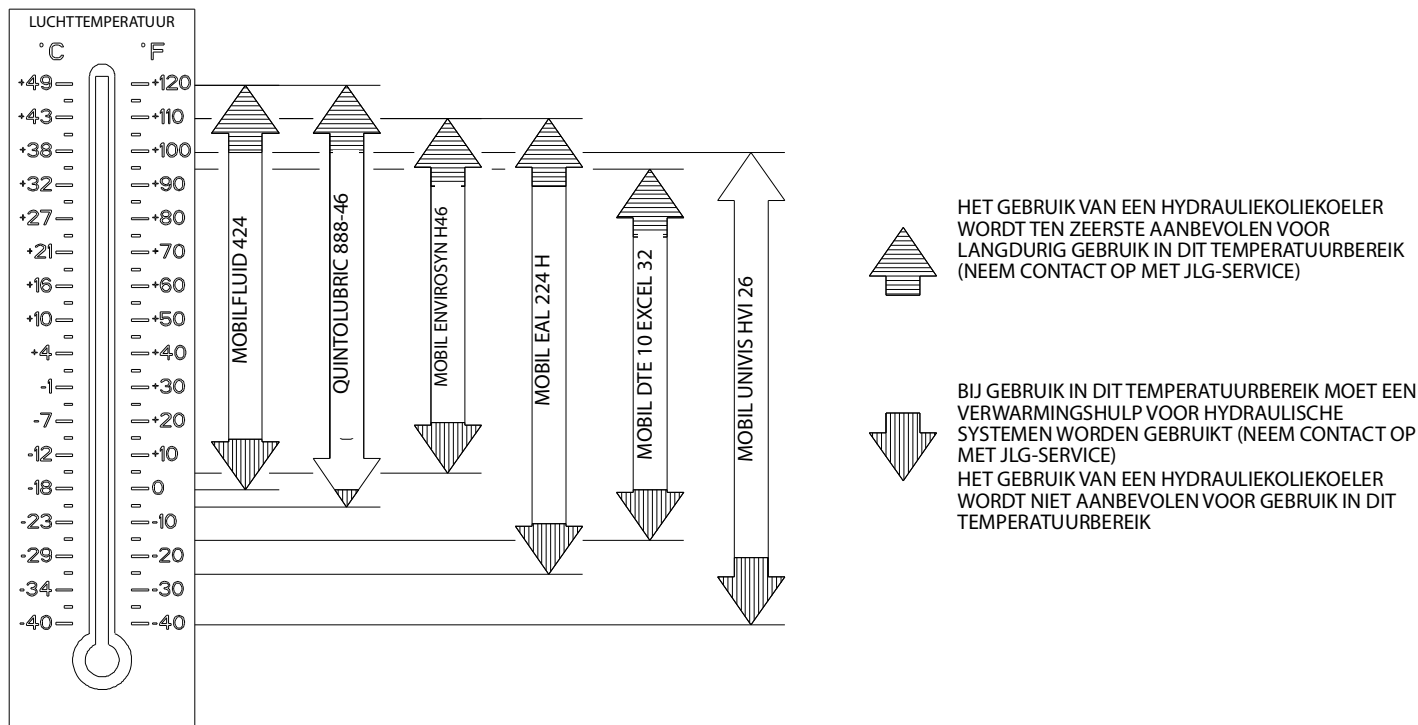 LUCHTTEMPERATUUR
°C °F
+49 +120
+43 +110
+38 +100
+32 +90
+27 +80
+21 +70
+16 +60
+10 +50
+4 +40
-1 +30
-7 +20
-12 +10
-18 0
-23 -10
-29 -20
-34 -30
-40 -40
MOBILFLUID 424
QUINTOLUBRIC 888-46
MOBIL ENVIROSYN H46
MOBIL EAL 224 H
MOBIL DTE 10 EXCEL 32
MOBIL UNIVIS HVI 26
HET GEBRUIK VAN EEN HYDRAULIEKOLIEKOELER
WORDT TEN ZEERSTE AANBEVOLEN VOOR
LANGDURIG GEBRUIK IN DIT TEMPERATUURBEREIK
(NEEM CONTACT OP MET JLG-SERVICE)
BIJ GEBRUIK IN DIT TEMPERATUURBEREIK MOET EEN
VERWARMINGSHULP VOOR HYDRAULISCHE
SYSTEMEN WORDEN GEBRUIKT (NEEM CONTACT OP
MET JLG-SERVICE)
HET GEBRUIK VAN EEN HYDRAULIEKOLIEKOELER
WORDT NIET AANBEVOLEN VOOR GEBRUIK IN DIT
TEMPERATUURBEREIK